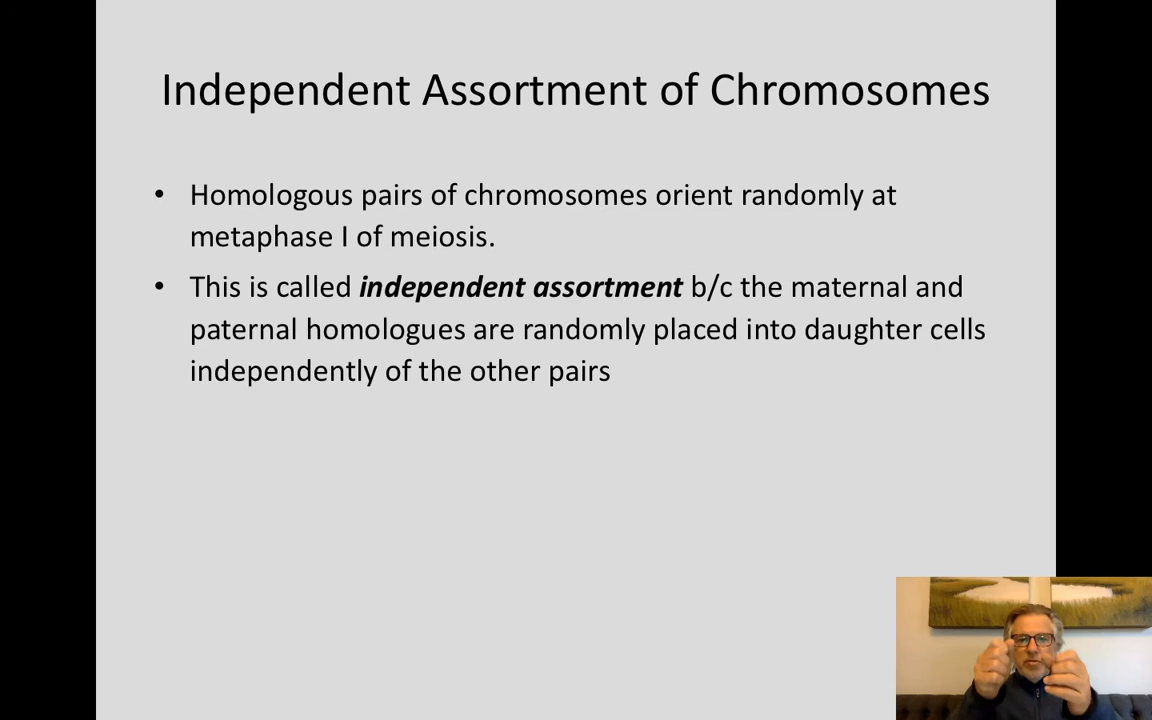 Independent Assortment of Chromosomes
• Homologous pairs of chromosomes orient randomly at
metaphase I of meiosis.
• This is called independent assortment b/c the maternal and
paternal homologues are randomly placed into daughter cells
independently of the other pairs